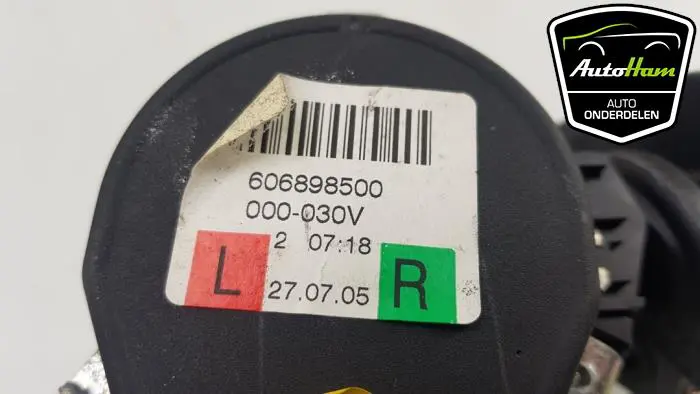 AutoHam
AUTO
ONDERDELEN
606898500
000-030V
2 07:18
L 27.07.05 R